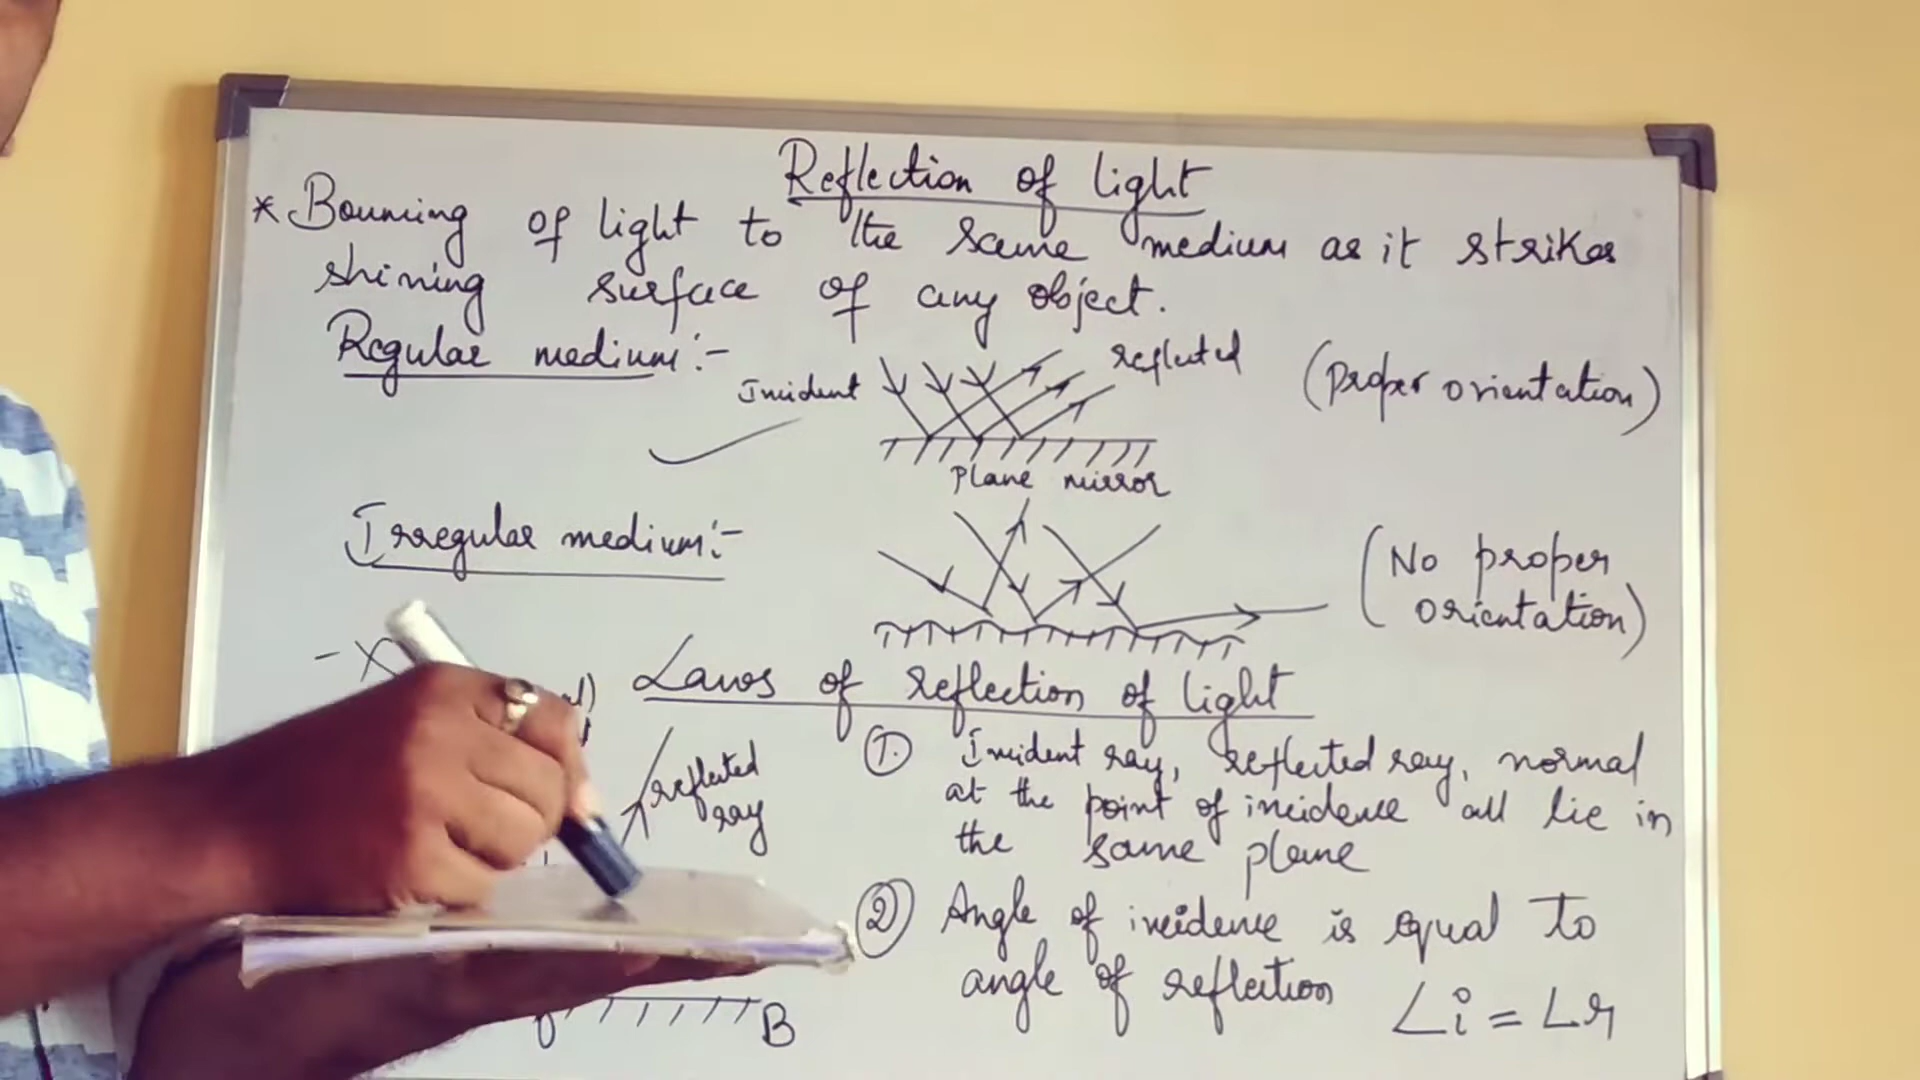 Reflection of light
* Bouncing of light to the same medium as it strikes
shining surface of any object.
Regular medium:-
Incident
reflected
(proper orientation)
Plane mirror
Irregular medium:-
(No proper
orientation)
Laws of reflection of light
reflected
ray
B
1. Incident ray, reflected ray, normal
at the point of incidence all lie in
the same plane
2) Angle of incidence is equal to
angle of reflection
∠i = ∠r